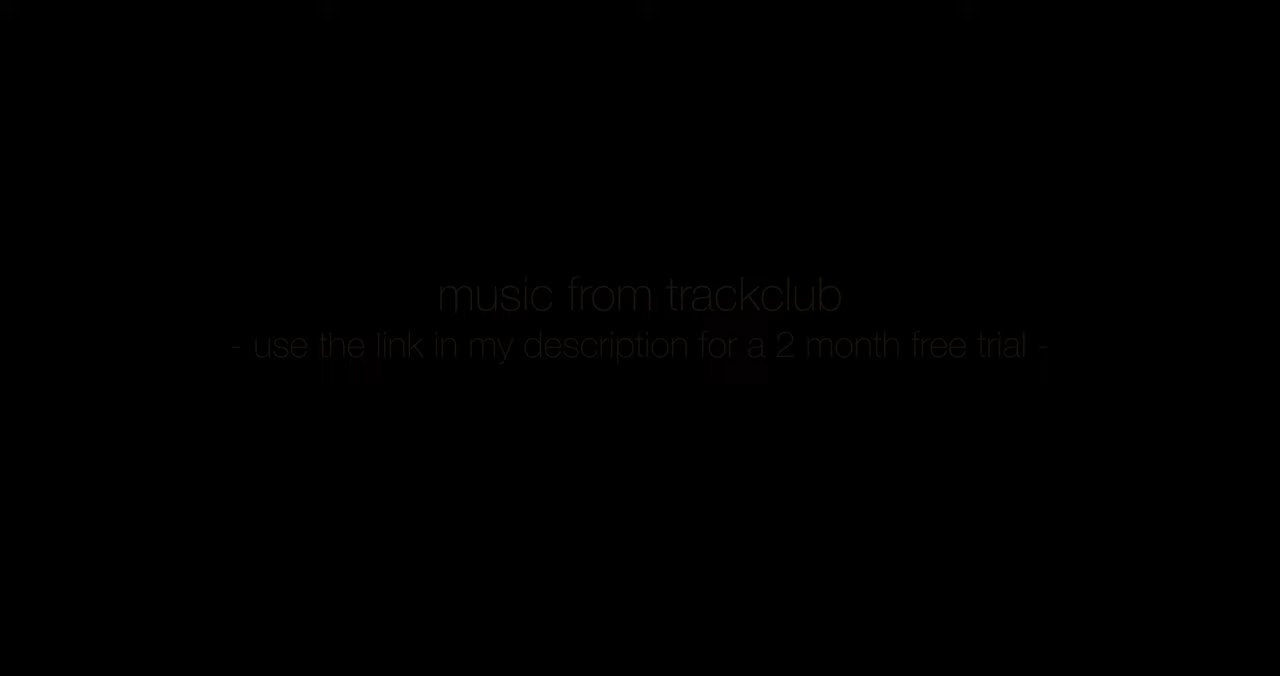 music from trackclub
- use the link in my description for a 2 month free trial -